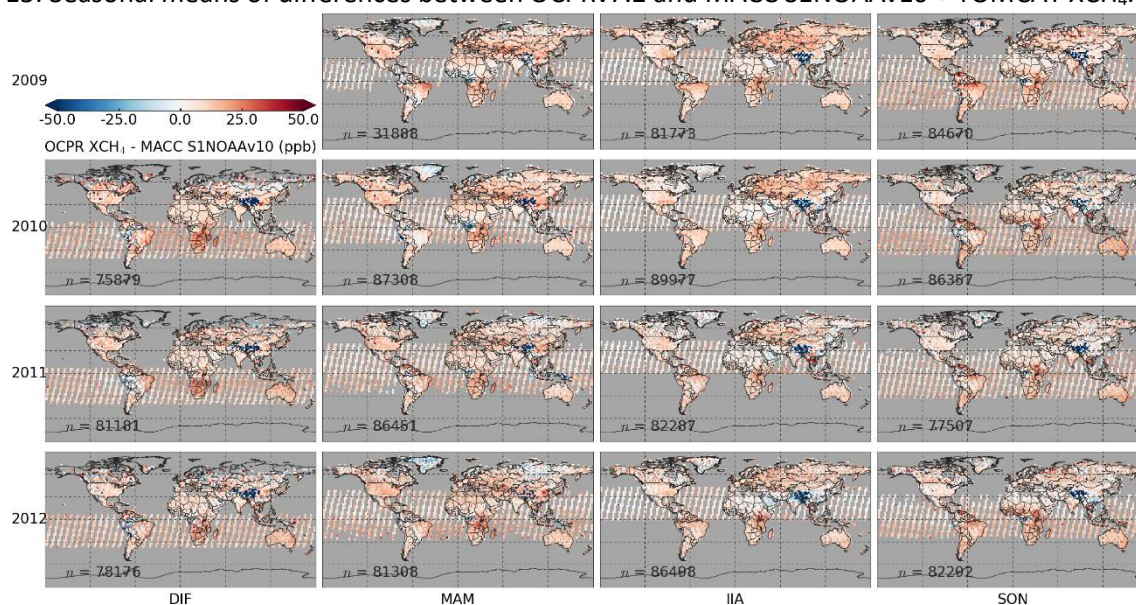 2009
-50.0 -25.0 0.0 25.0 50.0
OCPR XCH₄ - MACC S1NOAAv10 (ppb)
n = 31888
n = 81773
n = 84670
2010
n = 75879
n = 87308
n = 89977
n = 86357
2011
n = 81181
n = 86451
n = 82287
n = 77507
2012
n = 78176
n = 81308
n = 86498
n = 82292
DJF MAM JJA SON